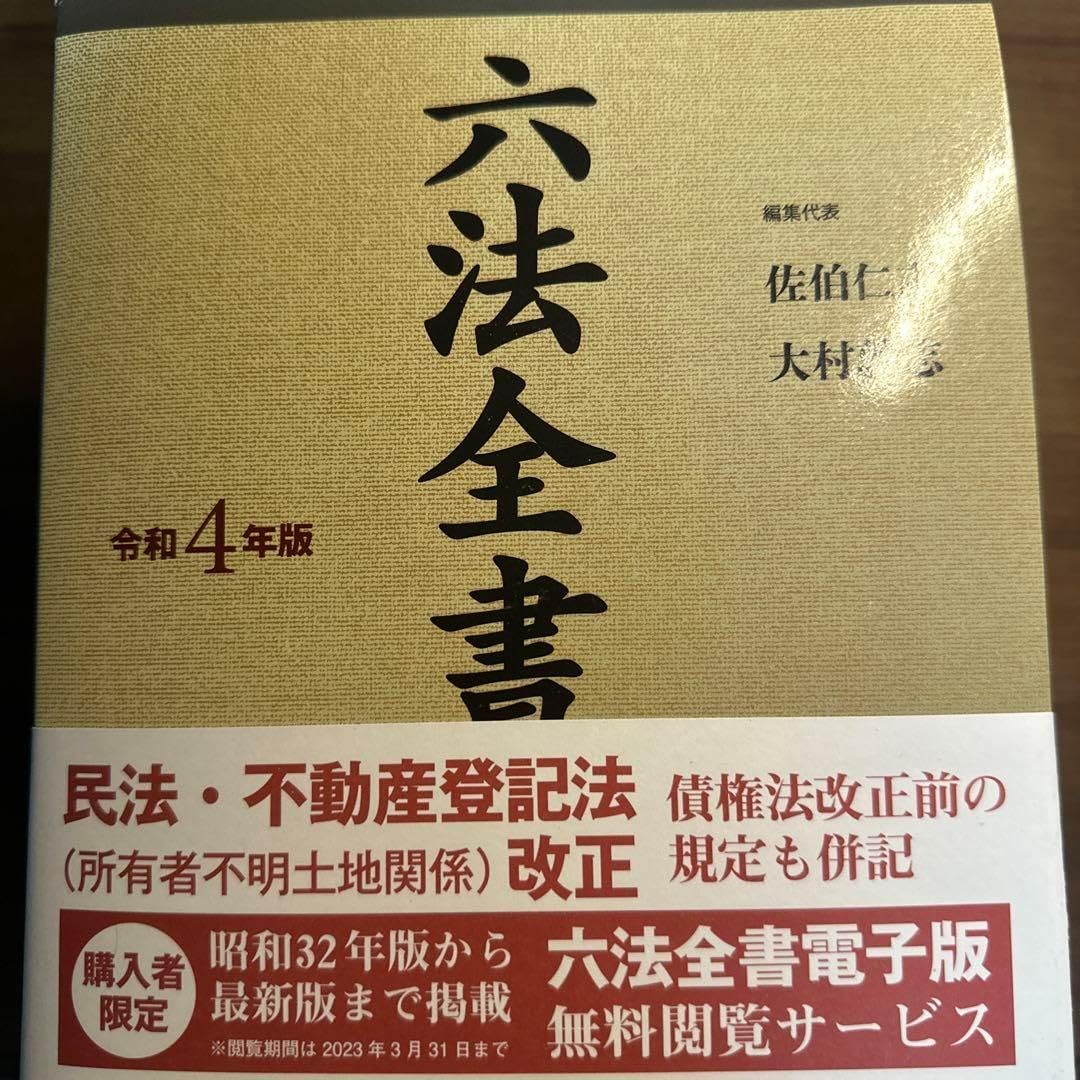 六法全書
編集代表
佐伯仁
大村
令和4年版
民法・不動産登記法
(所有者不明土地関係)改正
債権法改正前の
規定も併記
購入者
限定
昭和32年版から
最新版まで掲載
※閲覧期間は2023年3月31日まで
六法全書電子版
無料閲覧サービス